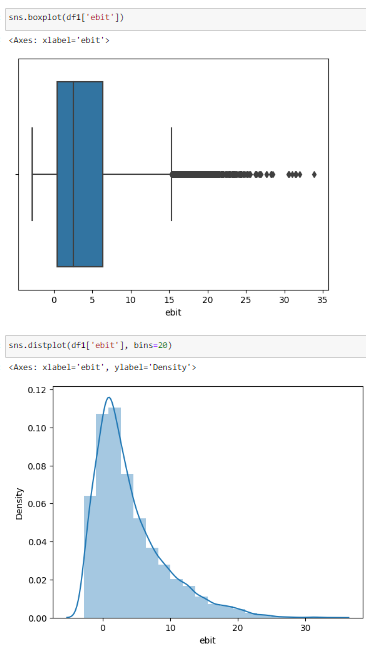 sns.boxplot(df1['ebit'])
<Axes: xlabel='ebit'>
0 5 10 15 20 25 30 35
ebit
sns.distplot(df1['ebit'], bins=20)
<Axes: xlabel='ebit', ylabel='Density'>
0.12
0.10
0.08
0.06
0.04
0.02
0.00
Density
0 10 20 30
ebit